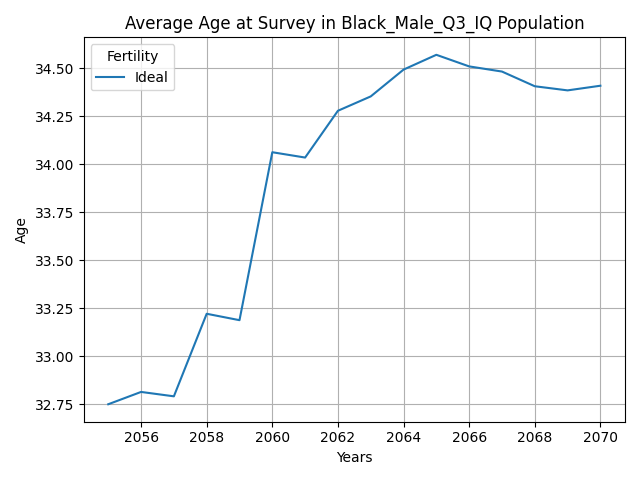 Average Age at Survey in Black_Male_Q3_IQ Population
Fertility
Ideal
34.50
34.25
34.00
33.75
33.50
33.25
33.00
32.75
Age
2056 2058 2060 2062 2064 2066 2068 2070
Years